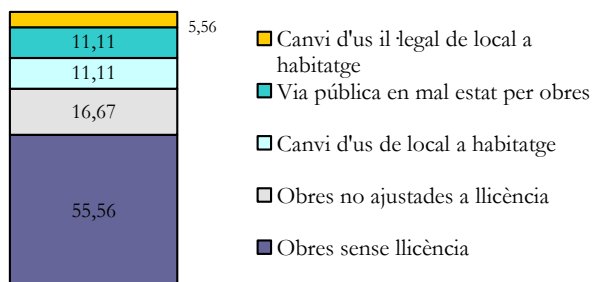 5,56
11,11
11,11
16,67
55,56
Canvi d'us il·legal de local a
habitatge
Via pública en mal estat per obres
Canvi d'us de local a habitatge
Obres no ajustades a llicència
Obres sense llicència